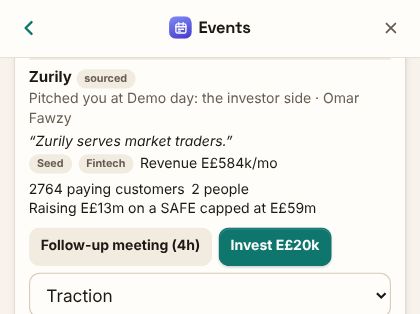 Events
Zurily sourced
Pitched you at Demo day: the investor side · Omar
Fawzy
“Zurily serves market traders.”
Seed Fintech Revenue E£584k/mo
2764 paying customers 2 people
Raising E£13m on a SAFE capped at E£59m
Follow-up meeting (4h) Invest E£20k
Traction